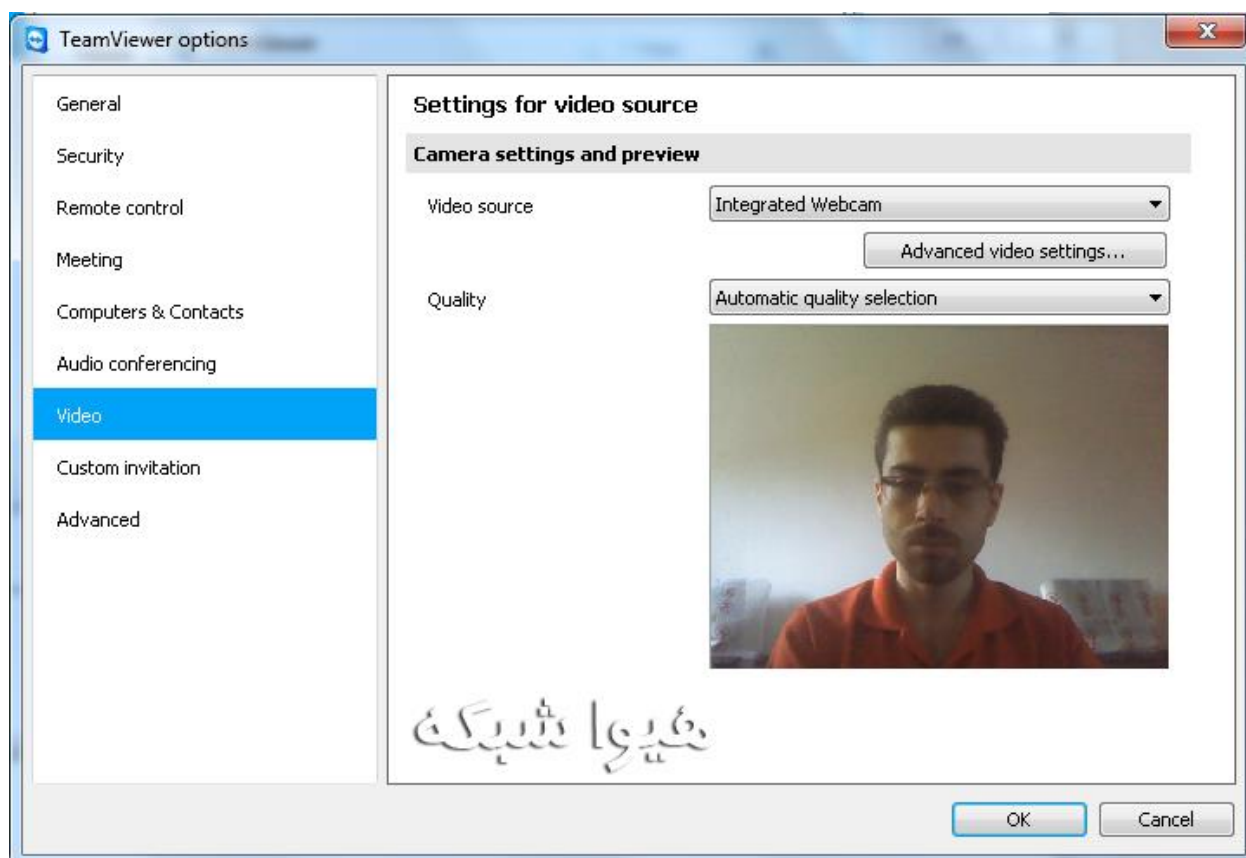 TeamViewer options
General
Security
Remote control
Meeting
Computers & Contacts
Audio conferencing
Video
Custom invitation
Advanced
Settings for video source
Camera settings and preview
Video source
Integrated Webcam
Advanced video settings...
Quality
Automatic quality selection
هیوا شبکه
OK
Cancel